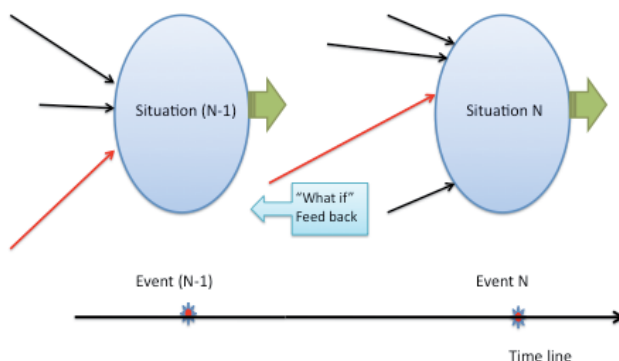 Situation (N-1)
Situation N
“What if”
Feed back
Event (N-1)
Event N
Time line